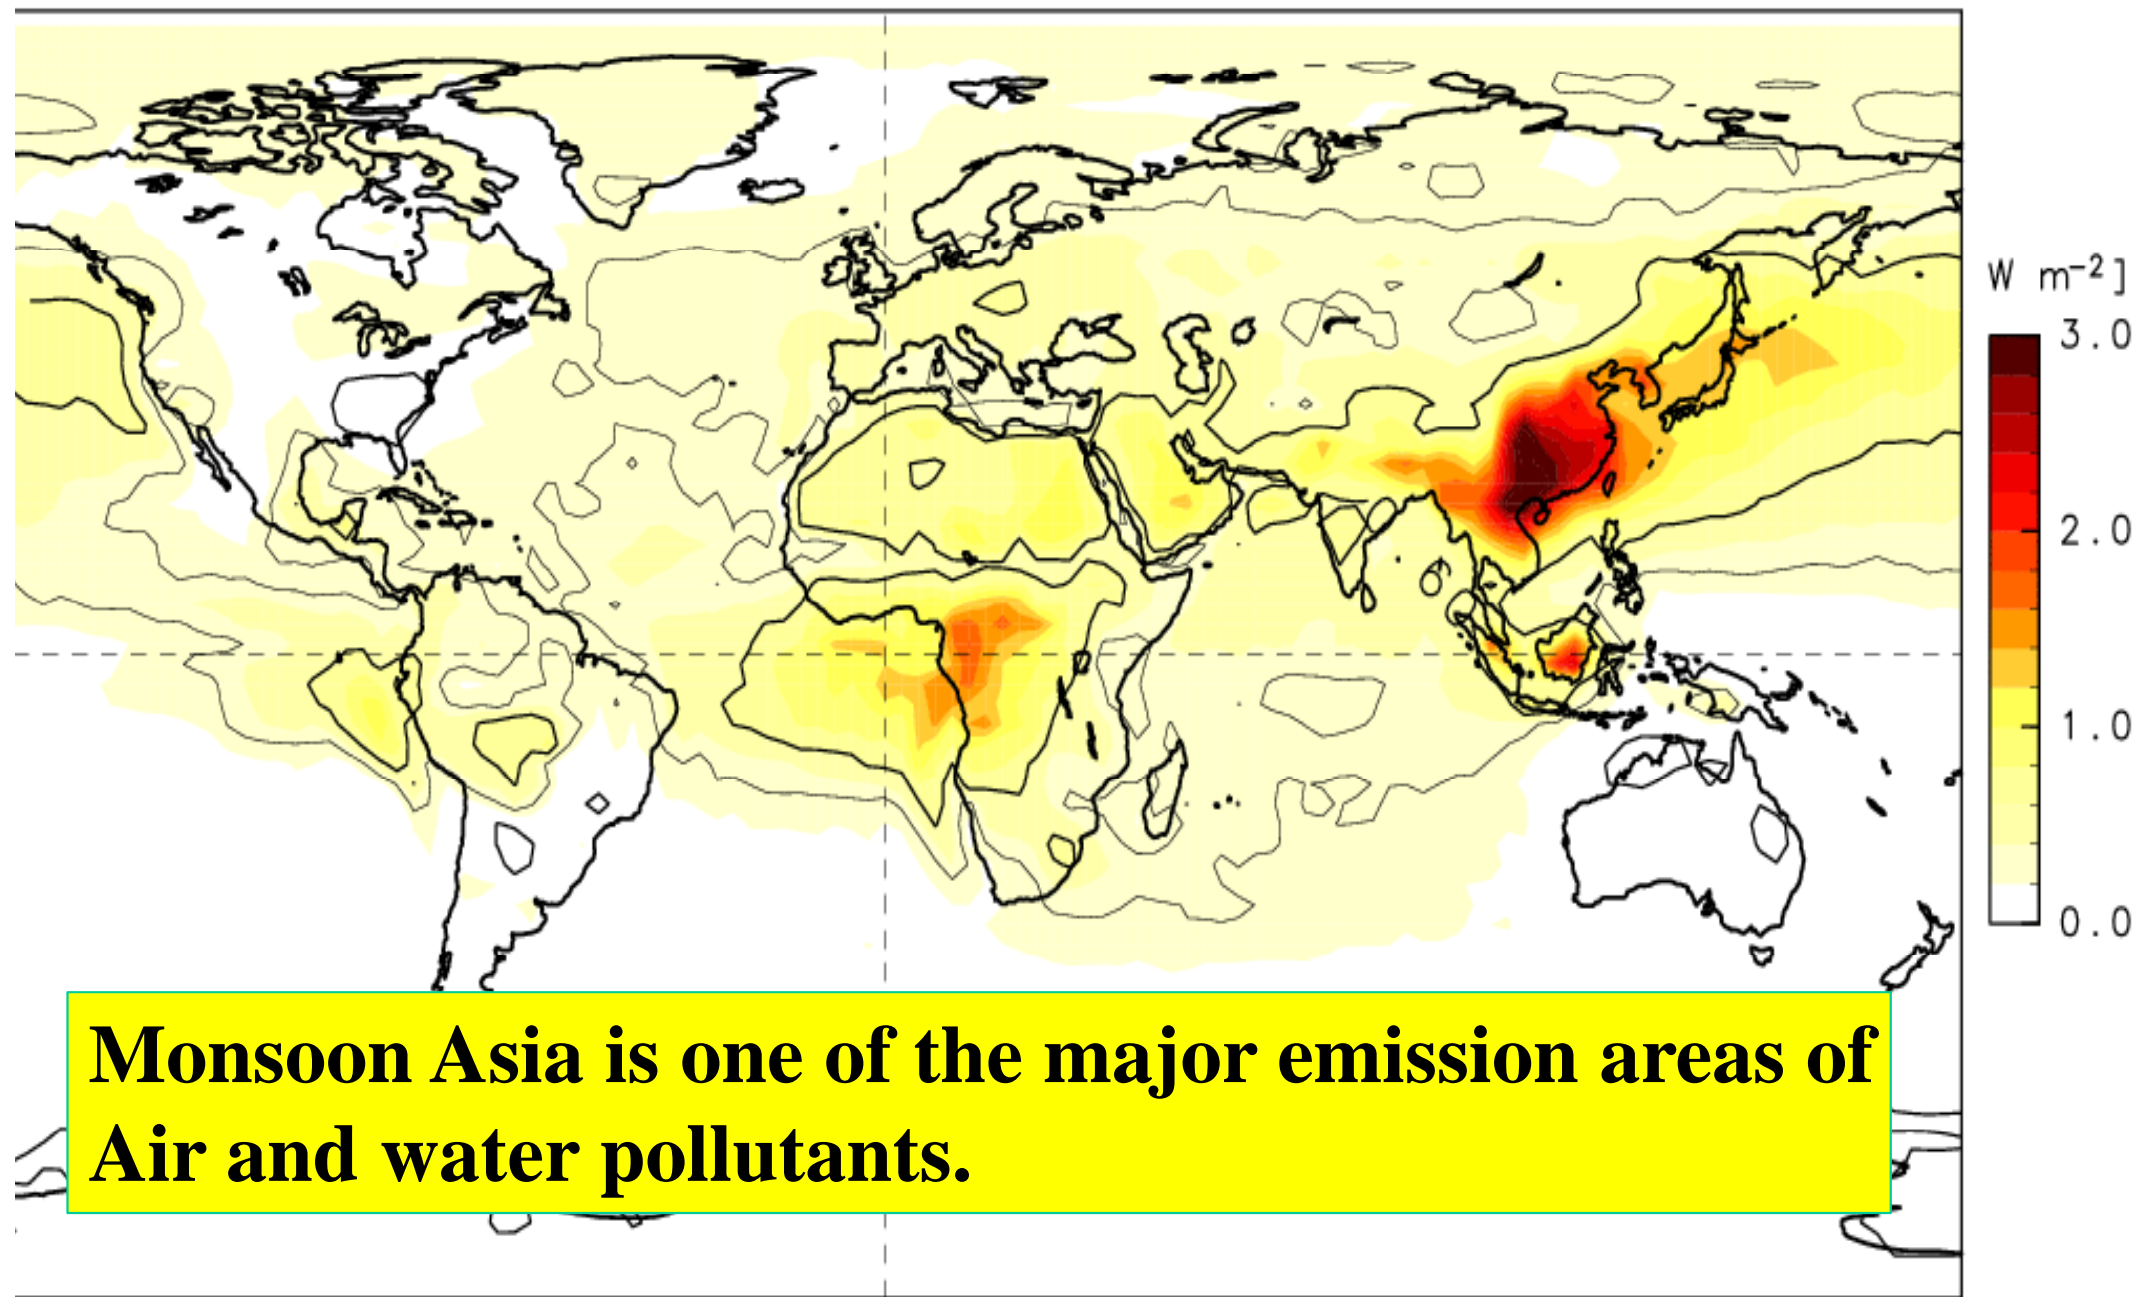 W m⁻²]
3.0
2.0
1.0
0.0
Monsoon Asia is one of the major emission areas of
Air and water pollutants.